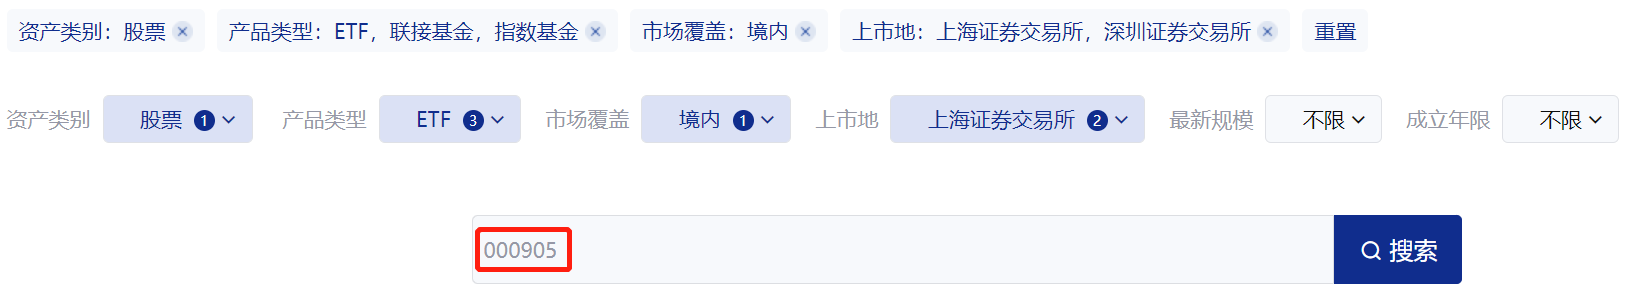 资产类别：股票 产品类型：ETF，联接基金，指数基金 市场覆盖：境内 上市地：上海证券交易所，深圳证券交易所 重置
资产类别 股票 1 产品类型 ETF 3 市场覆盖 境内 1 上市地 上海证券交易所 2 最新规模 不限 成立年限 不限
000905 搜索